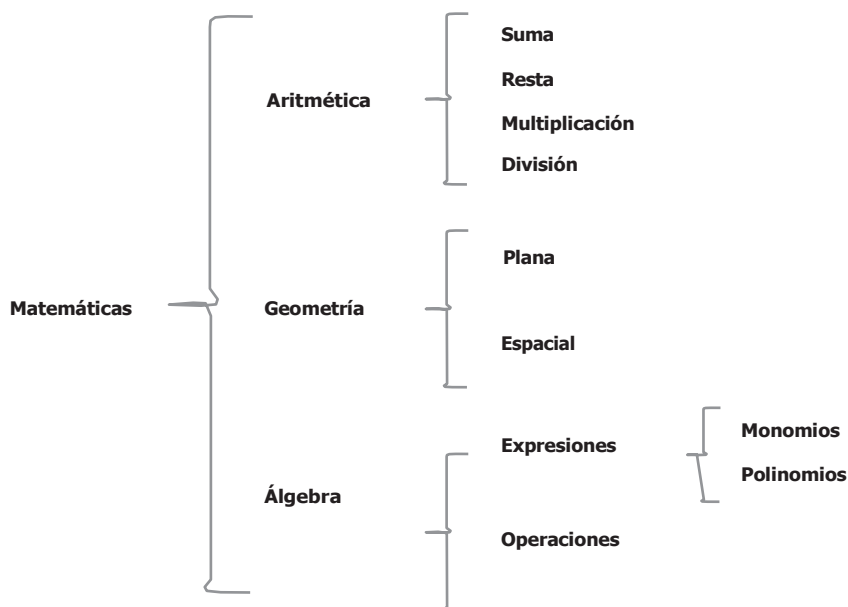 Matemáticas
Aritmética
Suma
Resta
Multiplicación
División
Geometría
Plana
Espacial
Álgebra
Expresiones
Monomios
Polinomios
Operaciones